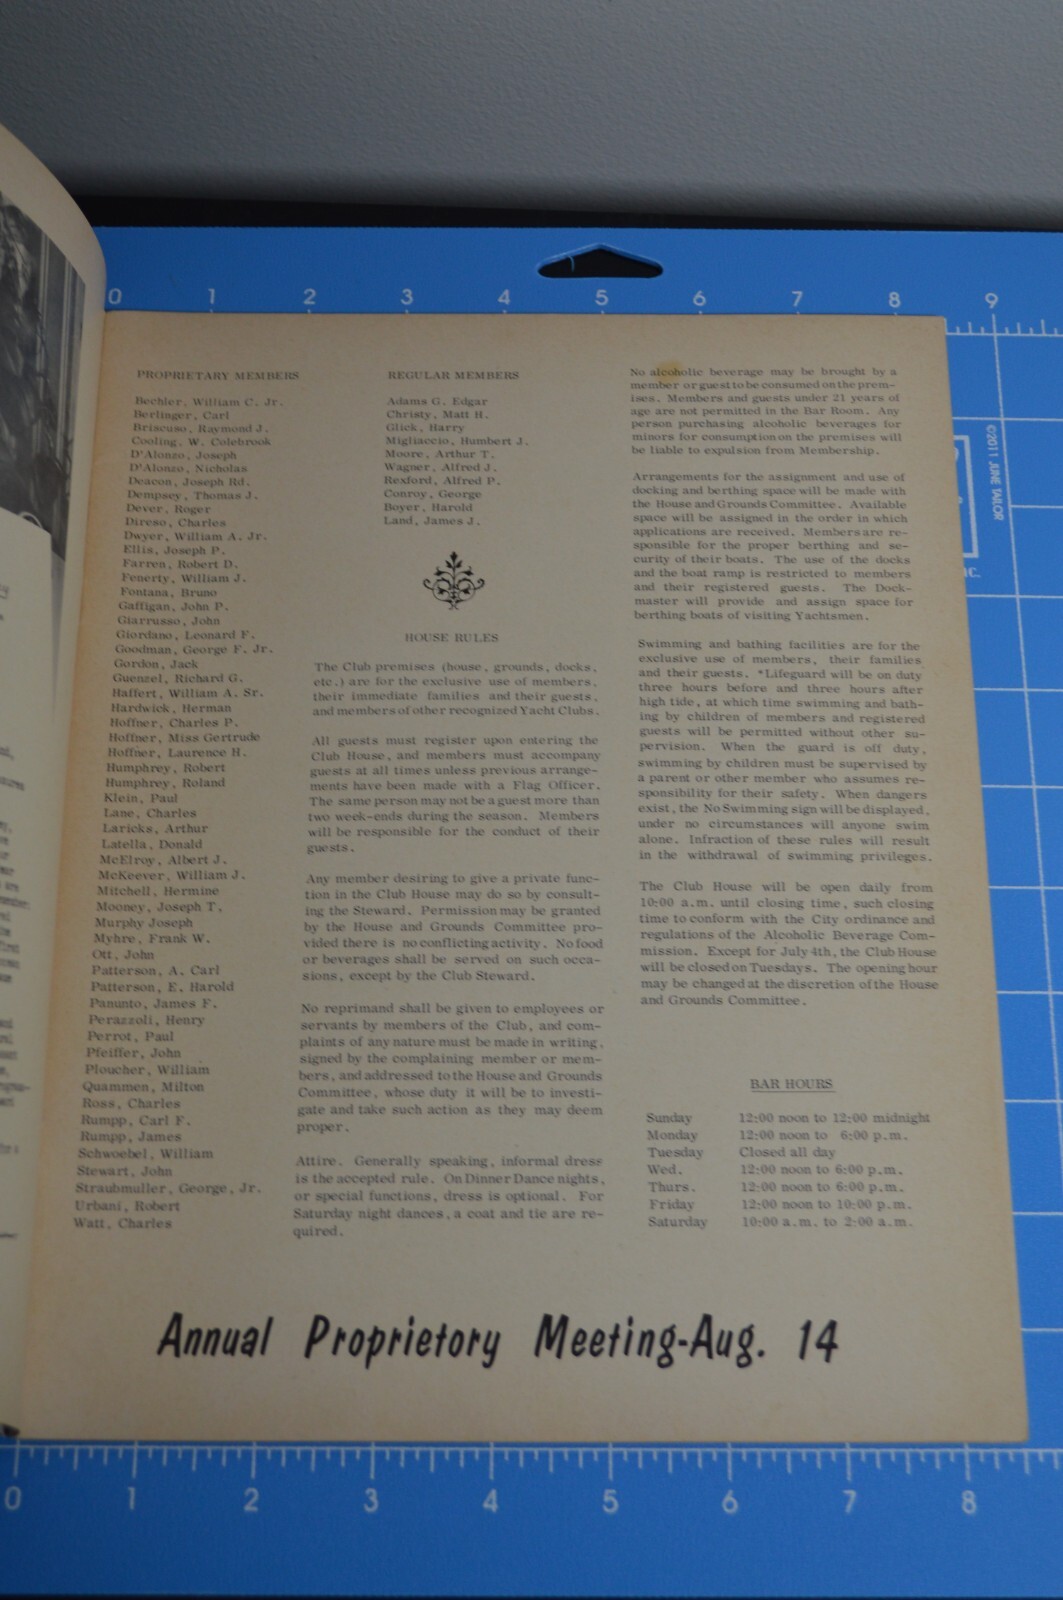 0 1 2 3 4 5 6 7 8 9
©2011 JUNE TAILOR
PROPRIETARY MEMBERS
Bechler, William C. Jr.
Berlinger, Carl
Briscuso, Raymond J.
Cooling, W. Colebrook
D'Alonzo, Joseph
D'Alonzo, Nicholas
Deacon, Joseph Rd.
Dempsey, Thomas J.
Dever, Roger
Direso, Charles
Dwyer, William A. Jr.
Ellis, Joseph P.
Farren, Robert D.
Fenerty, William J.
Fontana, Bruno
Gaffigan, John P.
Giarrusso, John
Giordano, Leonard F.
Goodman, George F. Jr.
Gordon, Jack
Guenzel, Richard G.
Haffert, William A. Sr.
Hardwick, Herman
Hoffner, Charles P.
Hoffner, Miss Gertrude
Hoffner, Laurence H.
Humphrey, Robert
Humphrey, Roland
Klein, Paul
Lane, Charles
Laricks, Arthur
Latella, Donald
McElroy, Albert J.
McKeever, William J.
Mitchell, Hermine
Mooney, Joseph T.
Murphy Joseph
Myhre, Frank W.
Ott, John
Patterson, A. Carl
Patterson, E. Harold
Panunto, James F.
Perazzoli, Henry
Perrot, Paul
Pfeiffer, John
Ploucher, William
Quammen, Milton
Ross, Charles
Rumpp, Carl F.
Rumpp, James
Schwoebel, William
Stewart, John
Straubmuller, George, Jr.
Urbani, Robert
Watt, Charles
REGULAR MEMBERS
Adams G. Edgar
Christy, Matt H.
Glick, Harry
Migliaccio, Humbert J.
Moore, Arthur T.
Wagner, Alfred J.
Rexford, Alfred P.
Conroy, George
Boyer, Harold
Land, James J.
HOUSE RULES
The Club premises (house, grounds, docks,
etc.) are for the exclusive use of members,
their immediate families and their guests,
and members of other recognized Yacht Clubs.
All guests must register upon entering the
Club House, and members must accompany
guests at all times unless previous arrange-
ments have been made with a Flag Officer.
The same person may not be a guest more than
two week-ends during the season. Members
will be responsible for the conduct of their
guests.
Any member desiring to give a private func-
tion in the Club House may do so by consult-
ing the Steward. Permission may be granted
by the House and Grounds Committee pro-
vided there is no conflicting activity. No food
or beverages shall be served on such occa-
sions, except by the Club Steward.
No reprimand shall be given to employees or
servants by members of the Club, and com-
plaints of any nature must be made in writing,
signed by the complaining member or mem-
bers, and addressed to the House and Grounds
Committee, whose duty it will be to investi-
gate and take such action as they may deem
proper.
Attire. Generally speaking, informal dress
is the accepted rule. On Dinner Dance nights,
or special functions, dress is optional. For
Saturday night dances, a coat and tie are re-
quired.
No alcoholic beverage may be brought by a
member or guest to be consumed on the prem-
ises. Members and guests under 21 years of
age are not permitted in the Bar Room. Any
person purchasing alcoholic beverages for
minors for consumption on the premises will
be liable to expulsion from Membership.
Arrangements for the assignment and use of
docking and berthing space will be made with
the House and Grounds Committee. Available
space will be assigned in the order in which
applications are received. Members are re-
sponsible for the proper berthing and se-
curity of their boats. The use of the docks
and the boat ramp is restricted to members
and their registered guests. The Dock-
master will provide and assign space for
berthing boats of visiting Yachtsmen.
Swimming and bathing facilities are for the
exclusive use of members, their families
and their guests. *Lifeguard will be on duty
three hours before and three hours after
high tide, at which time swimming and bath-
ing by children of members and registered
guests will be permitted without other su-
pervision. When the guard is off duty,
swimming by children must be supervised by
a parent or other member who assumes re-
sponsibility for their safety. When dangers
exist, the No Swimming sign will be displayed,
under no circumstances will anyone swim
alone. Infraction of these rules will result
in the withdrawal of swimming privileges.
The Club House will be open daily from
10:00 a.m. until closing time, such closing
time to conform with the City ordinance and
regulations of the Alcoholic Beverage Com-
mission. Except for July 4th, the Club House
will be closed on Tuesdays. The opening hour
may be changed at the discretion of the House
and Grounds Committee.
BAR HOURS
Sunday 12:00 noon to 12:00 midnight
Monday 12:00 noon to 6:00 p.m.
Tuesday Closed all day
Wed. 12:00 noon to 6:00 p.m.
Thurs. 12:00 noon to 6:00 p.m.
Friday 12:00 noon to 10:00 p.m.
Saturday 10:00 a.m. to 2:00 a.m.
Annual Proprietory Meeting-Aug. 14
0 1 2 3 4 5 6 7 8